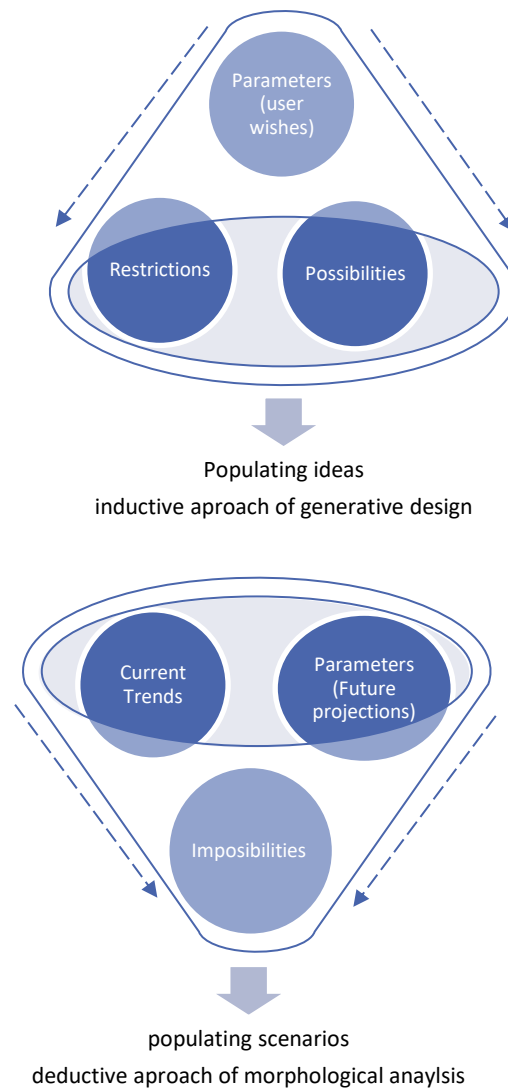 Parameters
(user
wishes)
Restrictions
Possibilities
Populating ideas
inductive aproach of generative design
Current
Trends
Parameters
(Future
projections)
Imposibilities
populating scenarios
deductive aproach of morphological anaylsis